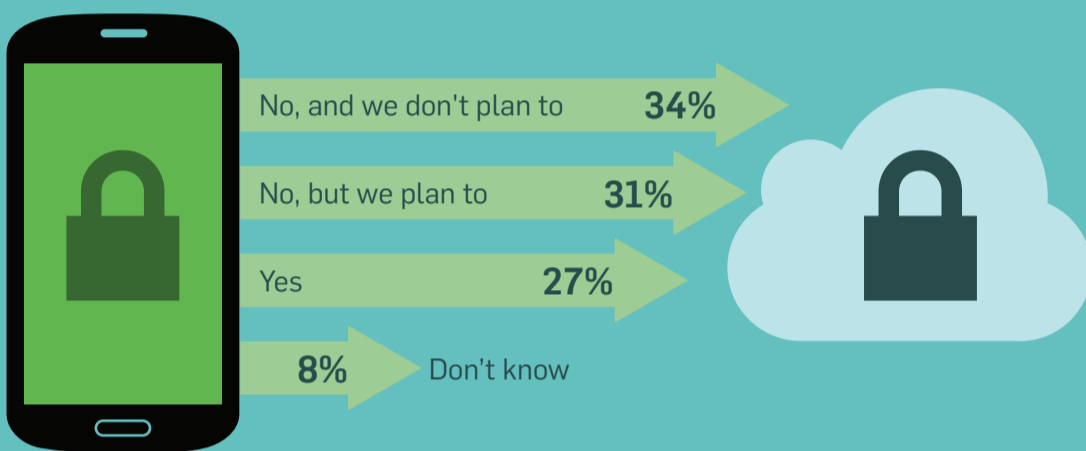 No, and we don't plan to 34%
No, but we plan to 31%
Yes 27%
8% Don’t know